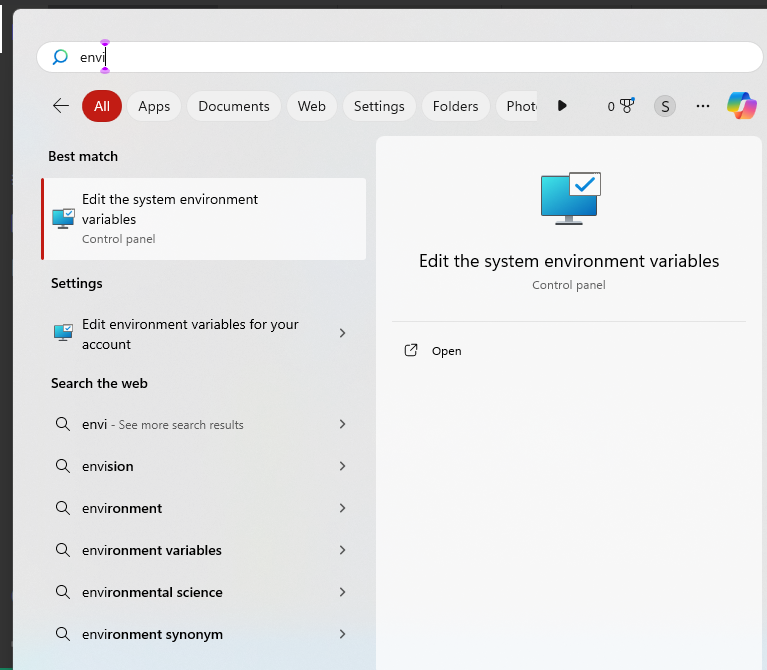 envi
All Apps Documents Web Settings Folders Phot 0 S
Best match
Edit the system environment
variables
Control panel
Settings
Edit environment variables for your
account
Search the web
envi - See more search results
envision
environment
environment variables
environmental science
environment synonym
Edit the system environment variables
Control panel
Open